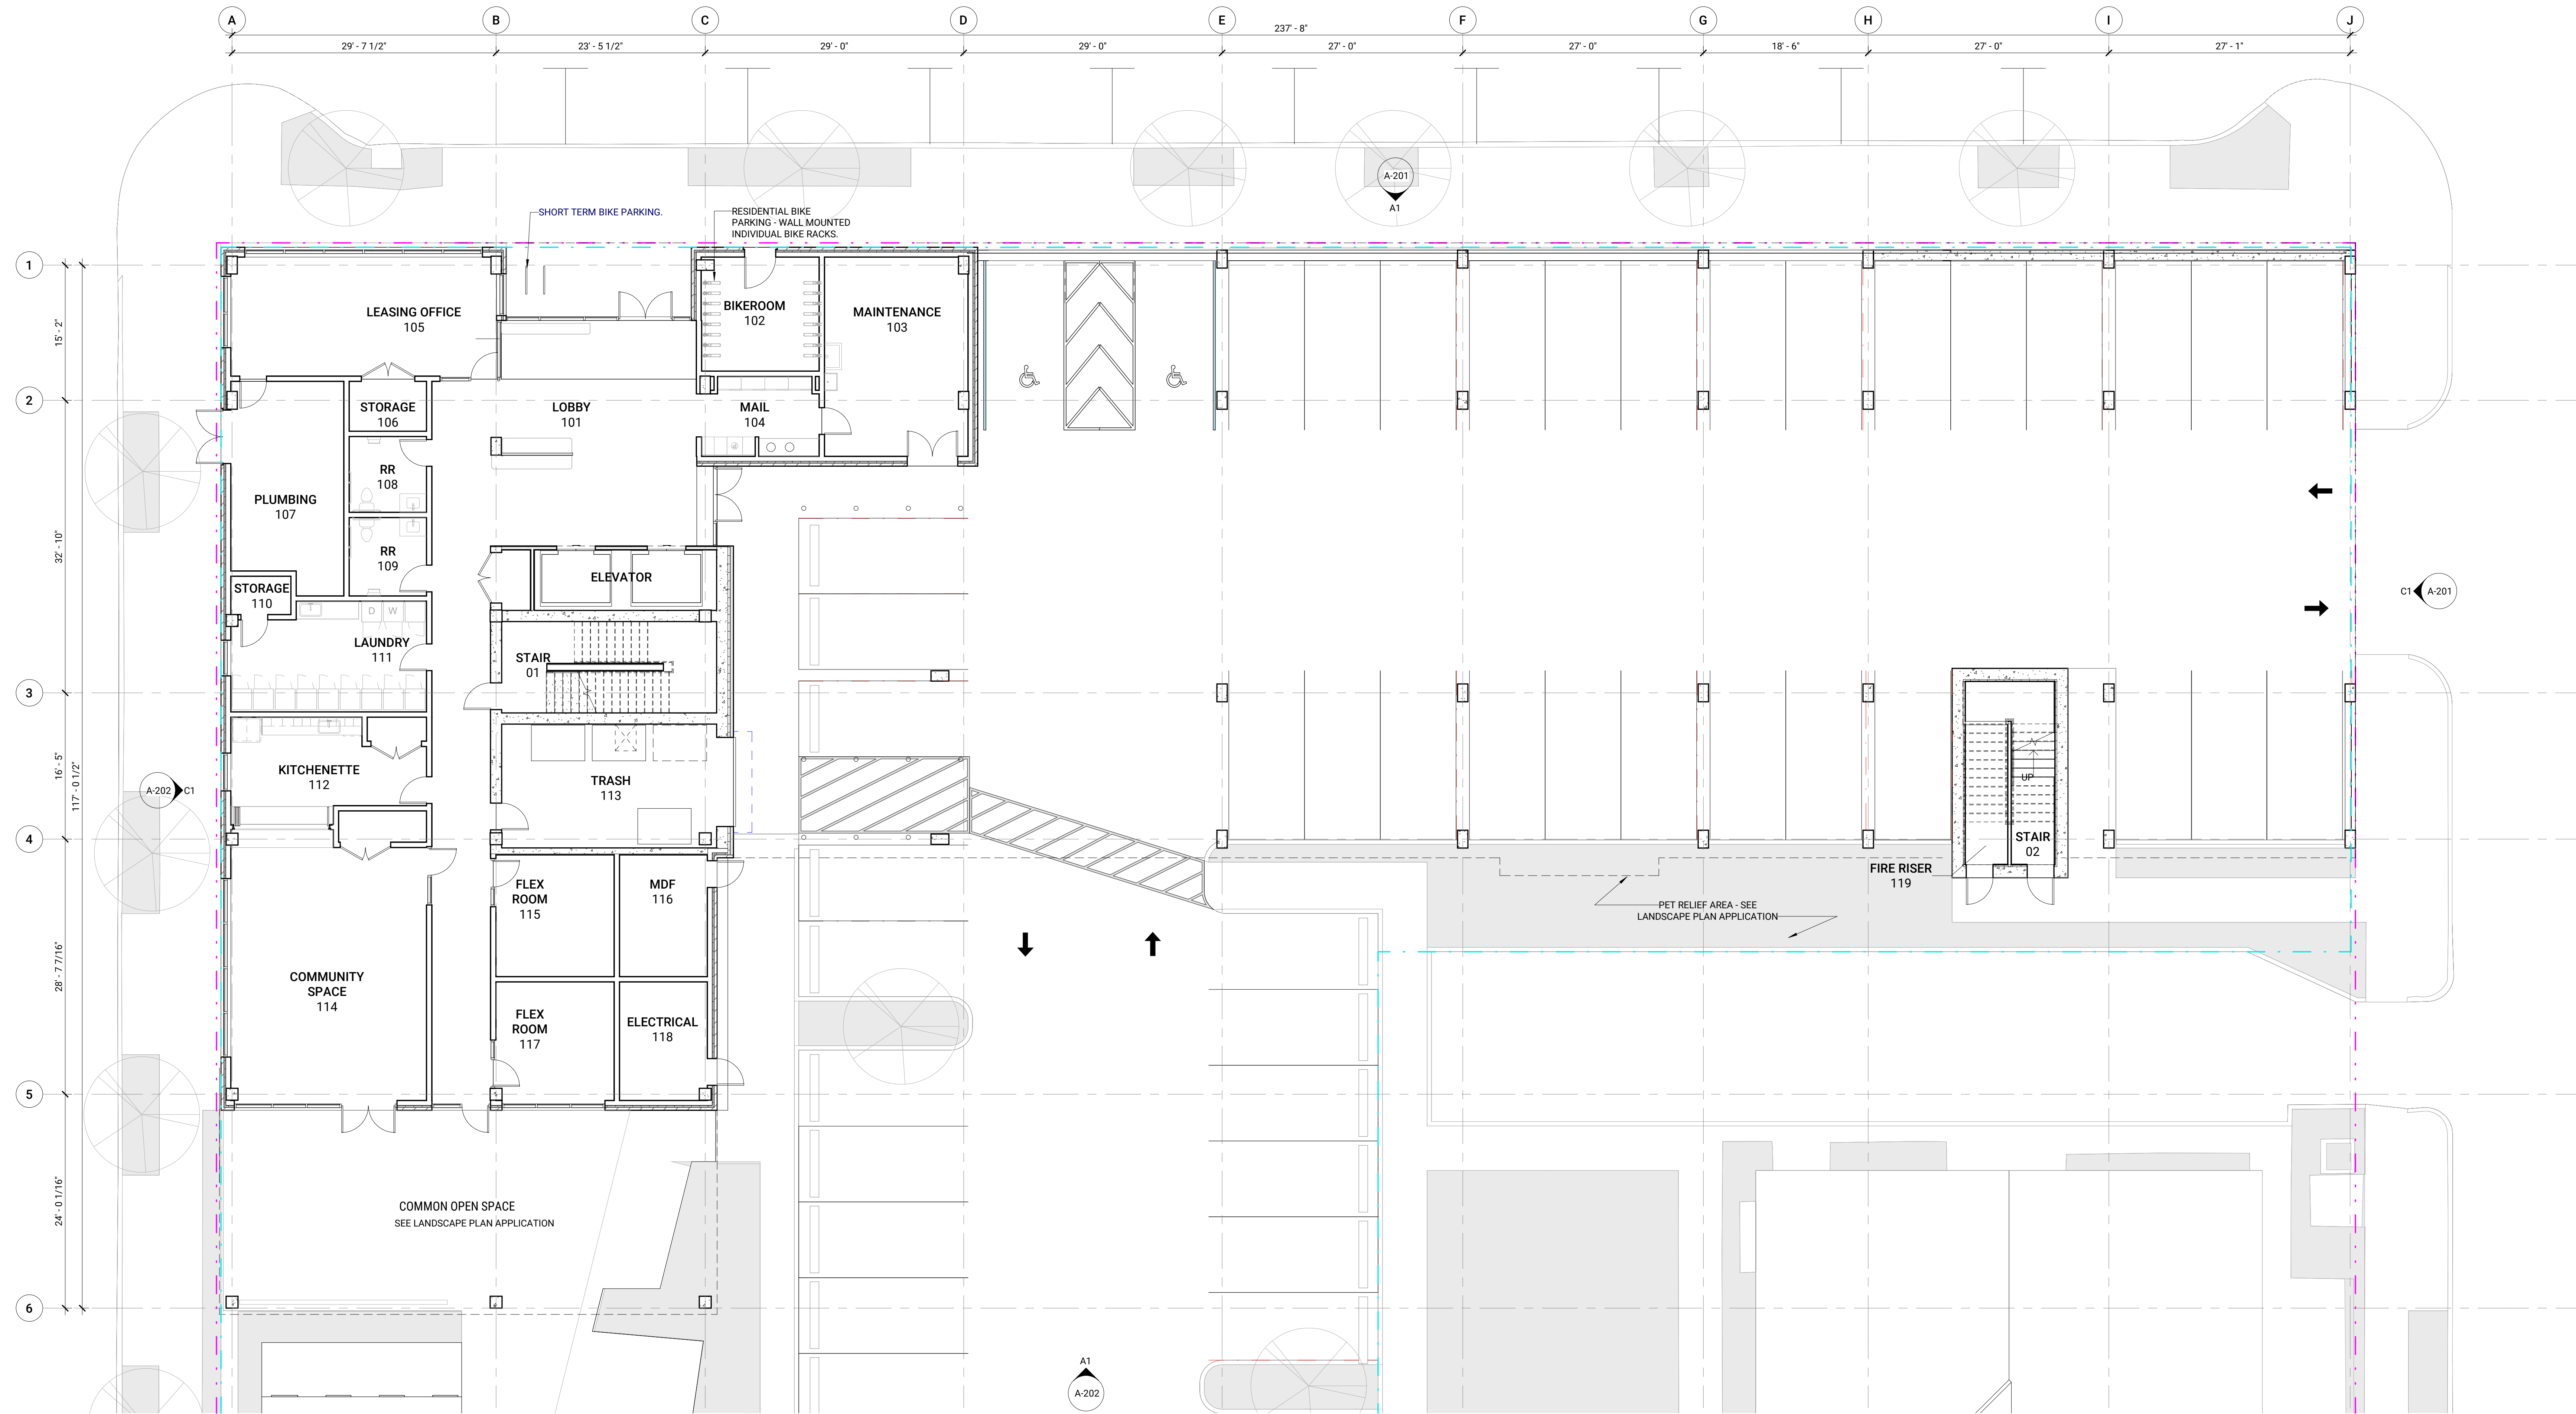 A B C D E F G H I J
237' - 8"
29' - 7 1/2" 23' - 5 1/2" 29' - 0" 29' - 0" 27' - 0" 27' - 0" 18' - 6" 27' - 0" 27' - 1"
A-201
A1
SHORT TERM BIKE PARKING.
RESIDENTIAL BIKE
PARKING - WALL MOUNTED
INDIVIDUAL BIKE RACKS.
1
2
3
4
5
6
15' - 2"
32' - 10"
16' - 5"
28' - 7 7/16"
24' - 0 1/16"
117' - 0 1/2"
LEASING OFFICE
105
BIKEROOM
102
MAINTENANCE
103
STORAGE
106
LOBBY
101
MAIL
104
RR
108
PLUMBING
107
RR
109
ELEVATOR
STORAGE
110
D W
LAUNDRY
111
STAIR
01
C1 A-201
KITCHENETTE
112
TRASH
113
A-202 C1
UP
STAIR
02
FIRE RISER
119
FLEX
ROOM
115
MDF
116
PET RELIEF AREA - SEE
LANDSCAPE PLAN APPLICATION
COMMUNITY
SPACE
114
FLEX
ROOM
117
ELECTRICAL
118
COMMON OPEN SPACE
SEE LANDSCAPE PLAN APPLICATION
A1
A-202